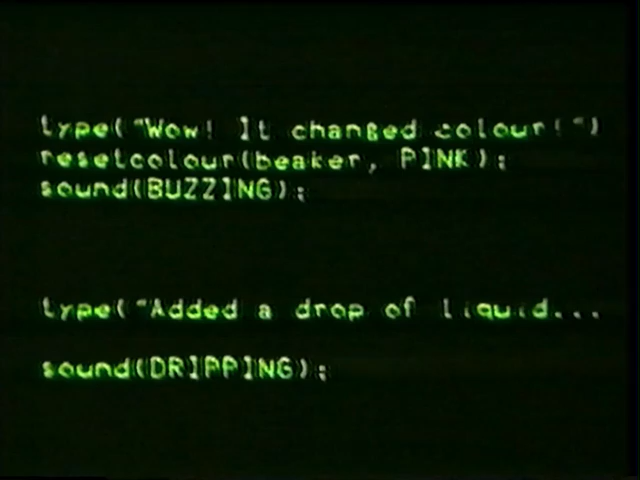 type("Wow! It changed colour!")
resetcolour(beaker, PINK);
sound(BUZZING);
type("Added a drop of liquid...
sound(DRIPPING);